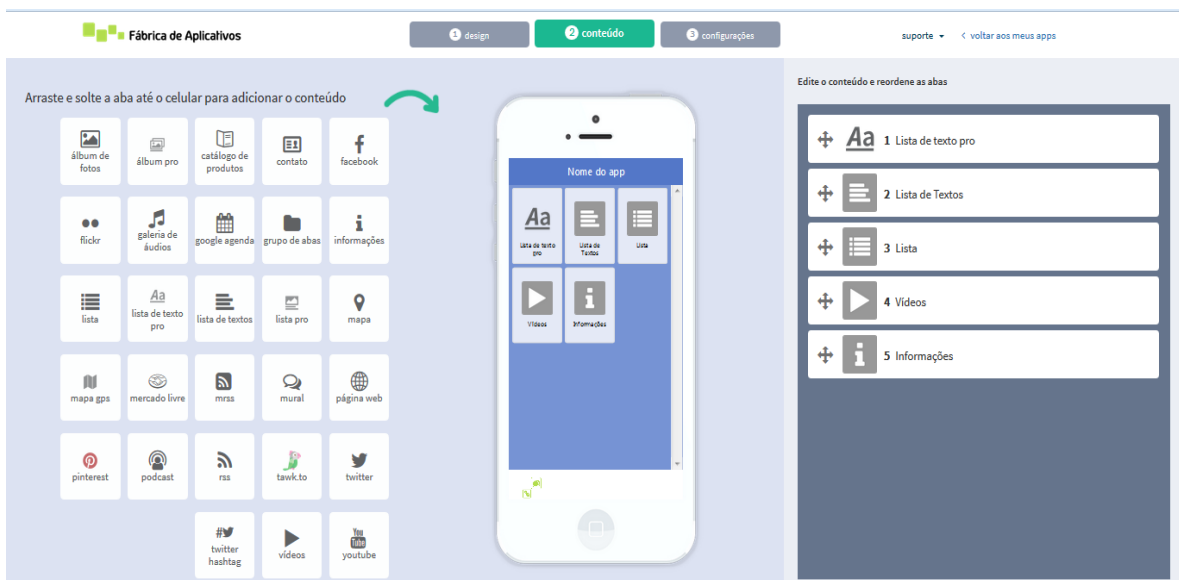 Fábrica de Aplicativos
1 design
2 conteúdo
3 configurações
suporte
< voltar aos meus apps
Arraste e solte a aba até o celular para adicionar o conteúdo
álbum de
fotos
álbum pro
catálogo de
produtos
contato
facebook
flickr
galeria de
áudios
google agenda
grupo de abas
informações
lista
Aa
lista de texto
pro
lista de textos
lista pro
mapa
mapa gps
mercado livre
mrss
mural
página web
pinterest
podcast
rss
tawk.to
twitter
#
twitter
hashtag
vídeos
You
Tube
youtube
Nome do app
Aa
Lista de texto
pro
Lista de
Textos
Lista
Vídeos
Informações
Edite o conteúdo e reordene as abas
Aa 1 Lista de texto pro
2 Lista de Textos
3 Lista
4 Vídeos
5 Informações